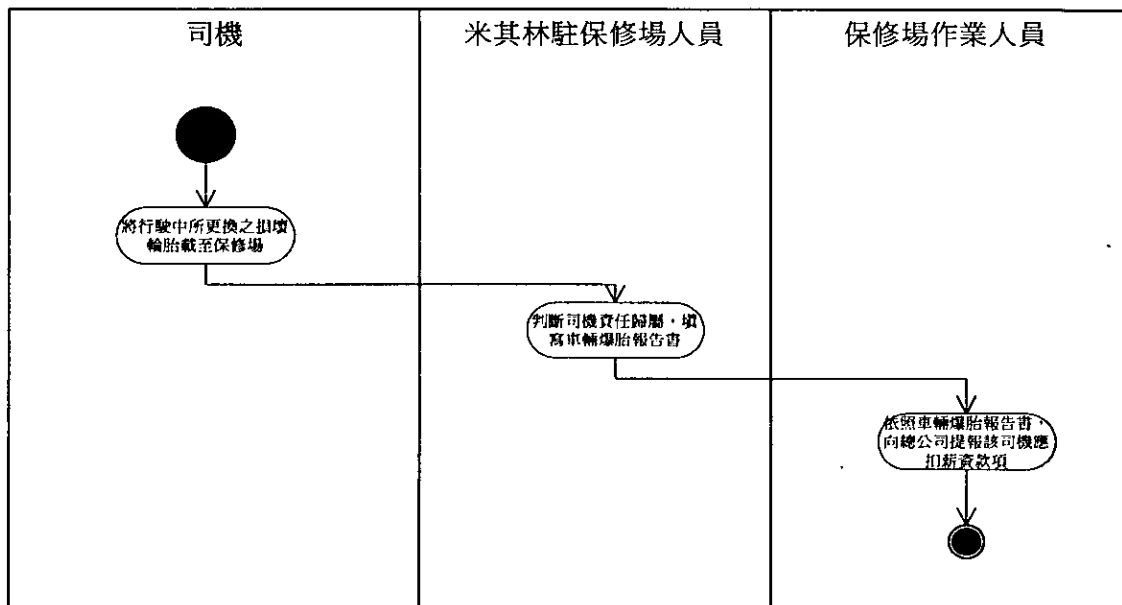 司機
米其林駐保修場人員
保修場作業人員
將行駛中所更換之損壞
輪胎載至保修場
判斷司機責任歸屬，填
寫車輛爆胎報告書
依照車輛爆胎報告書，
向總公司提報該司機應
扣薪資款項